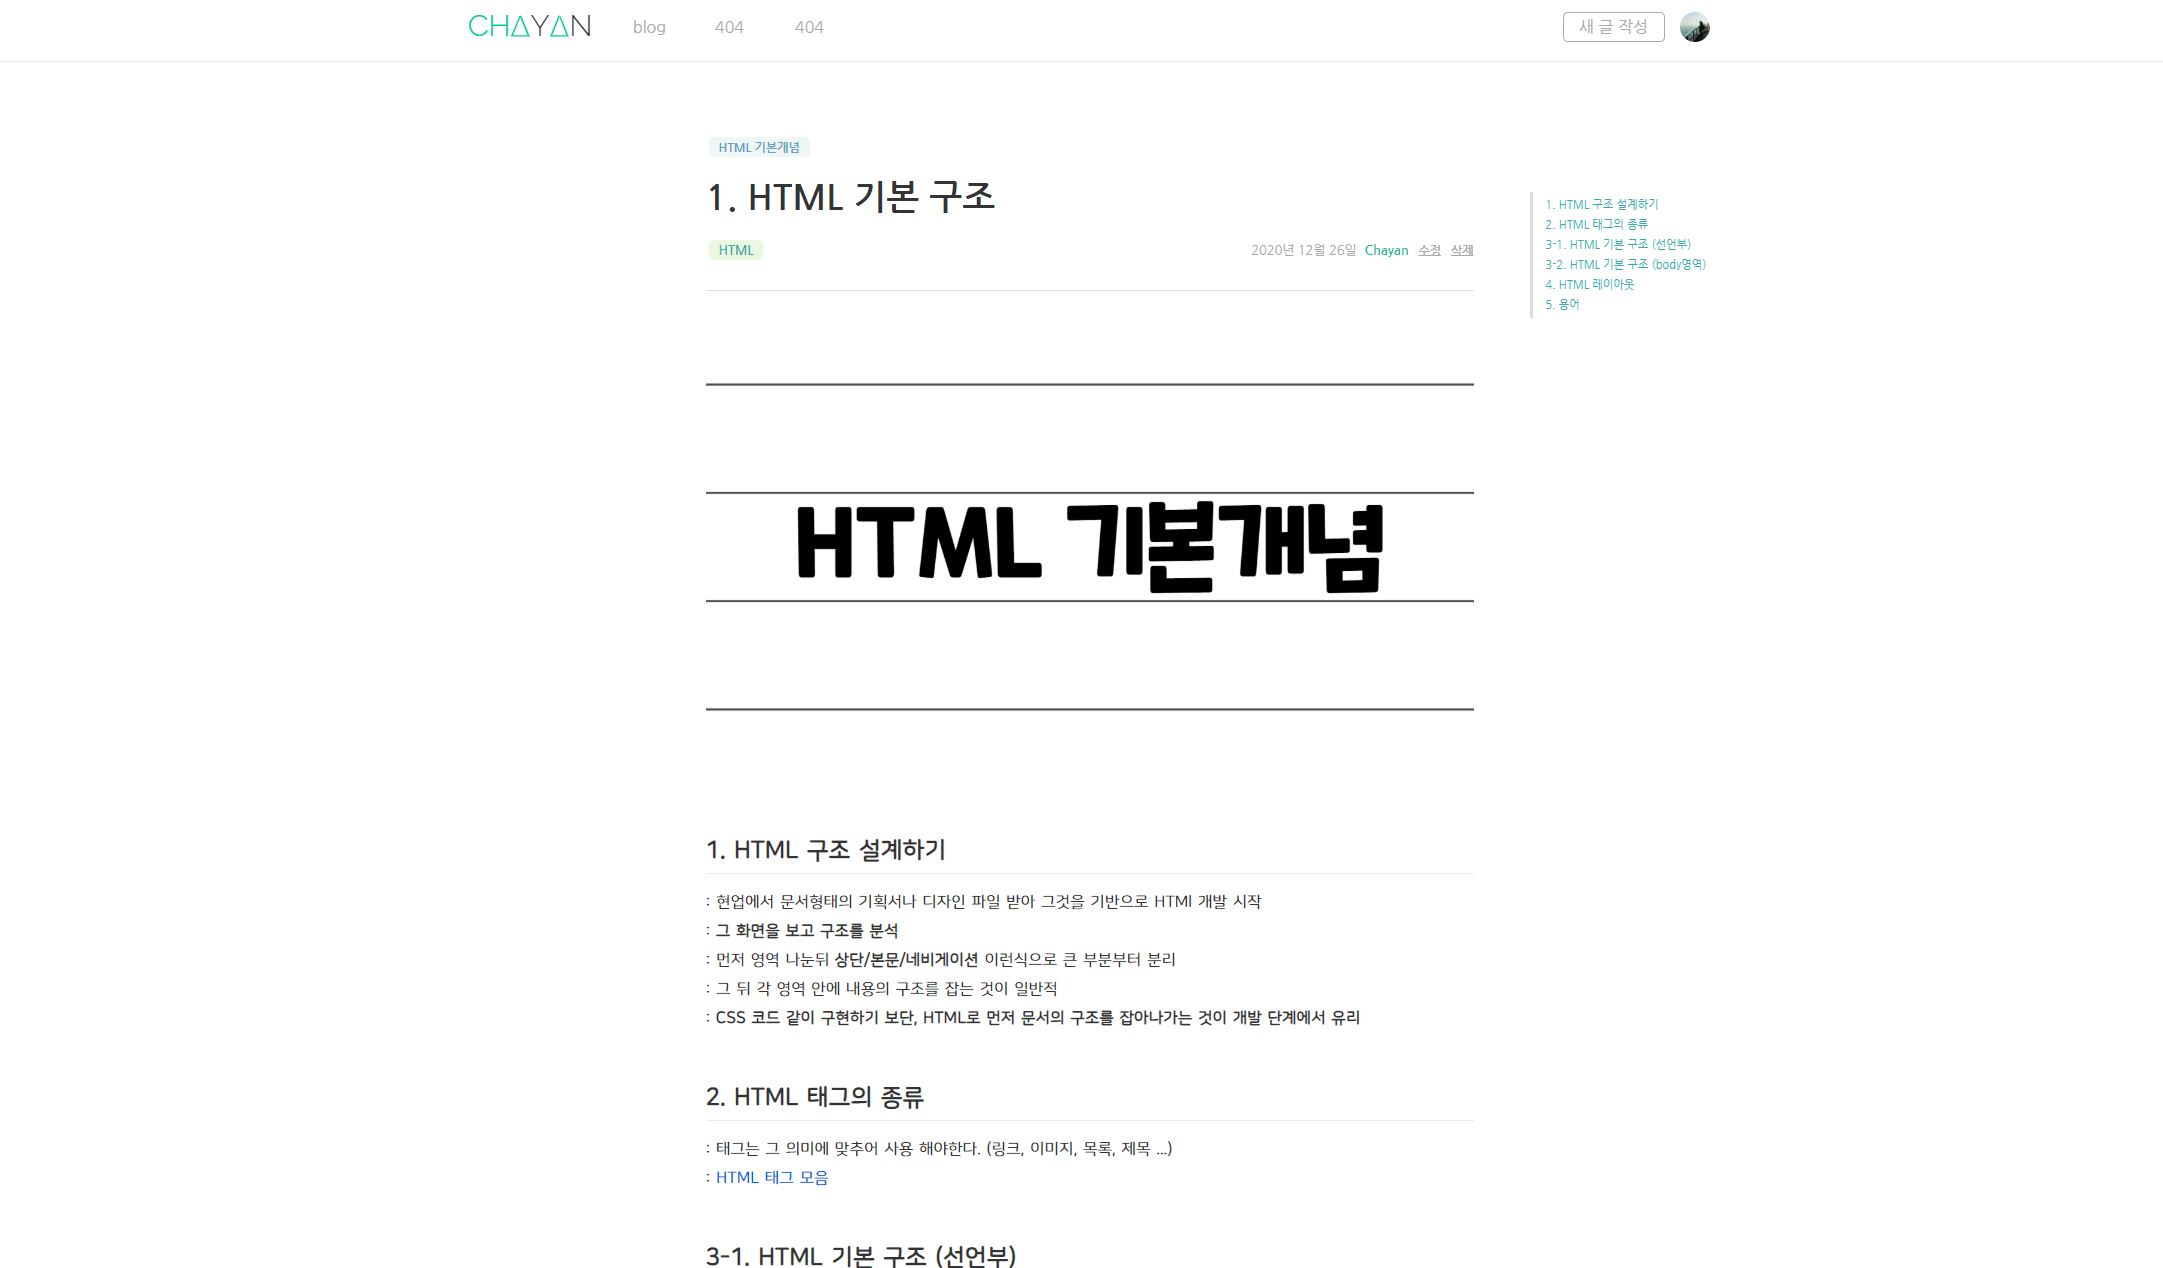 CHAYAN
blog
404
404
새 글 작성
HTML 기본개념
1. HTML 기본 구조
HTML
2020년 12월 26일 Chayan 수정 삭제
1. HTML 구조 설계하기
2. HTML 태그의 종류
3-1. HTML 기본 구조 (선언부)
3-2. HTML 기본 구조 (body영역)
4. HTML 레이아웃
5. 용어
HTML 기본개념
1. HTML 구조 설계하기
: 현업에서 문서형태의 기획서나 디자인 파일 받아 그것을 기반으로 HTMl 개발 시작
: 그 화면을 보고 구조를 분석
: 먼저 영역 나눈뒤 상단/본문/네비게이션 이런식으로 큰 부분부터 분리
: 그 뒤 각 영역 안에 내용의 구조를 잡는 것이 일반적
: CSS 코드 같이 구현하기 보단, HTML로 먼저 문서의 구조를 잡아나가는 것이 개발 단계에서 유리
2. HTML 태그의 종류
: 태그는 그 의미에 맞추어 사용 해야한다. (링크, 이미지, 목록, 제목 ...)
: HTML 태그 모음
3-1. HTML 기본 구조 (선언부)